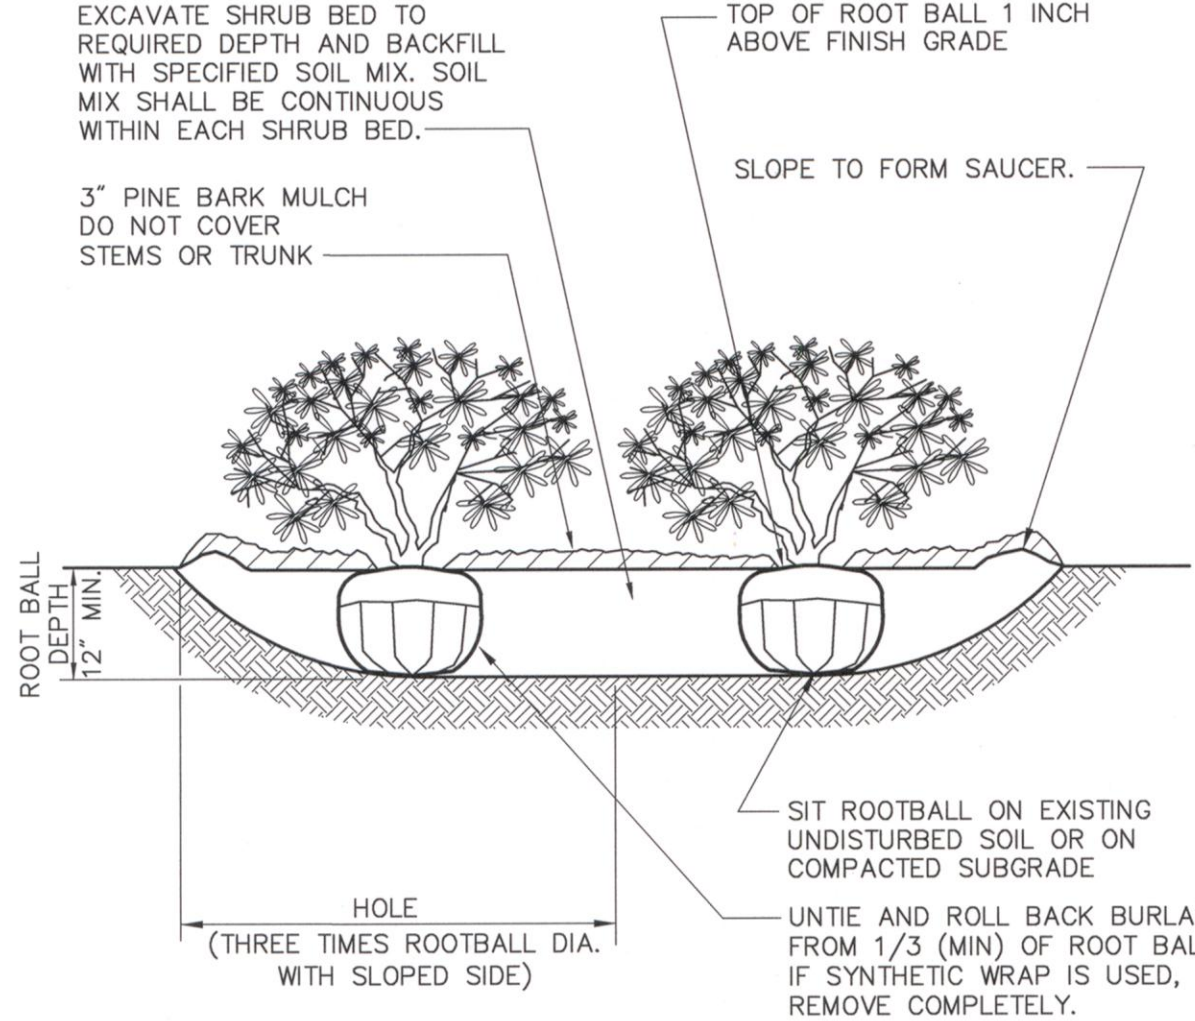 EXCAVATE SHRUB BED TO
REQUIRED DEPTH AND BACKFILL
WITH SPECIFIED SOIL MIX. SOIL
MIX SHALL BE CONTINUOUS
WITHIN EACH SHRUB BED.
TOP OF ROOT BALL 1 INCH
ABOVE FINISH GRADE
SLOPE TO FORM SAUCER.
3" PINE BARK MULCH
DO NOT COVER
STEMS OR TRUNK
ROOT BALL
DEPTH
12" MIN.
SIT ROOTBALL ON EXISTING
UNDISTURBED SOIL OR ON
COMPACTED SUBGRADE
HOLE
(THREE TIMES ROOTBALL DIA.
WITH SLOPED SIDE)
UNTIE AND ROLL BACK BURLA
FROM 1/3 (MIN) OF ROOT BAL
IF SYNTHETIC WRAP IS USED,
REMOVE COMPLETELY.